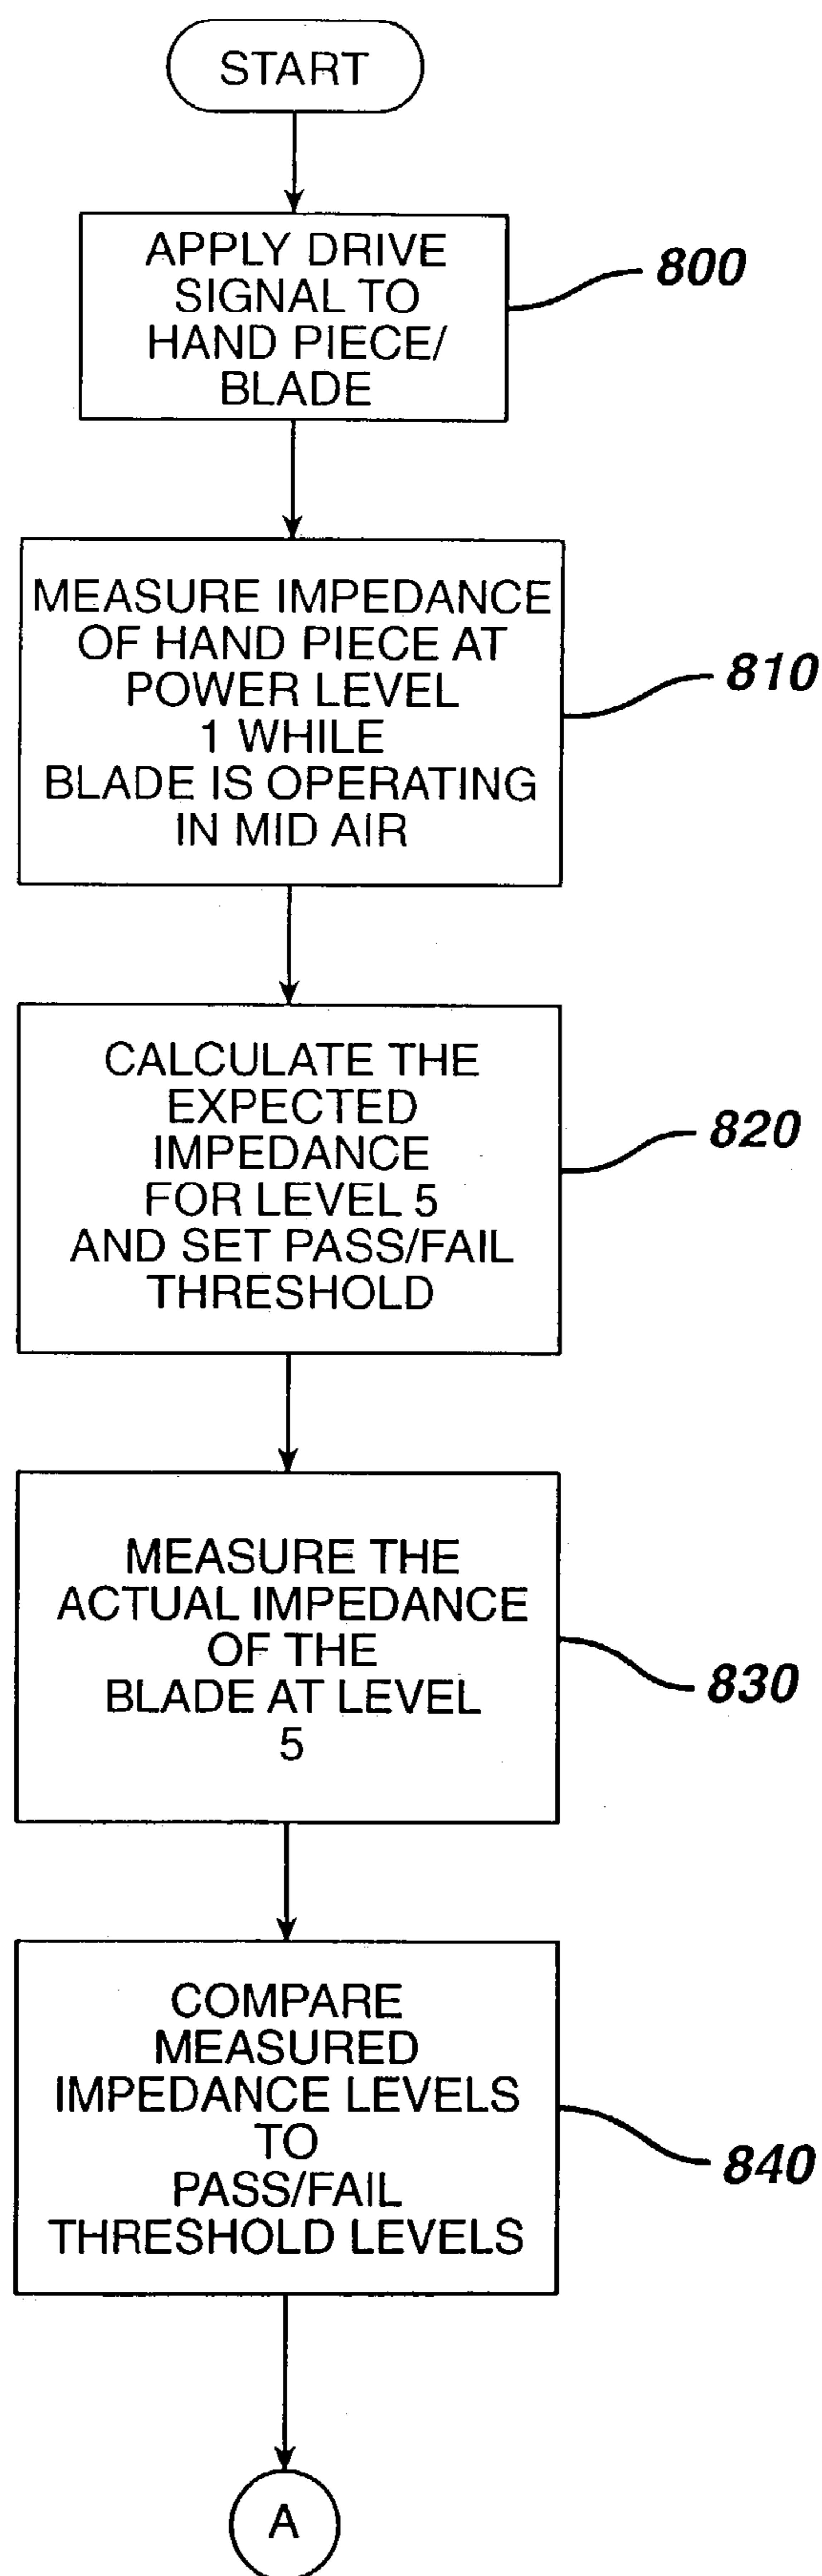 START
APPLY DRIVE
SIGNAL TO
HAND PIECE/
BLADE
800
MEASURE IMPEDANCE
OF HAND PIECE AT
POWER LEVEL
1 WHILE
BLADE IS OPERATING
IN MID AIR
810
CALCULATE THE
EXPECTED
IMPEDANCE
FOR LEVEL 5
AND SET PASS/FAIL
THRESHOLD
820
MEASURE THE
ACTUAL IMPEDANCE
OF THE
BLADE AT LEVEL
5
830
COMPARE
MEASURED
IMPEDANCE LEVELS
TO
PASS/FAIL
THRESHOLD LEVELS
840
A